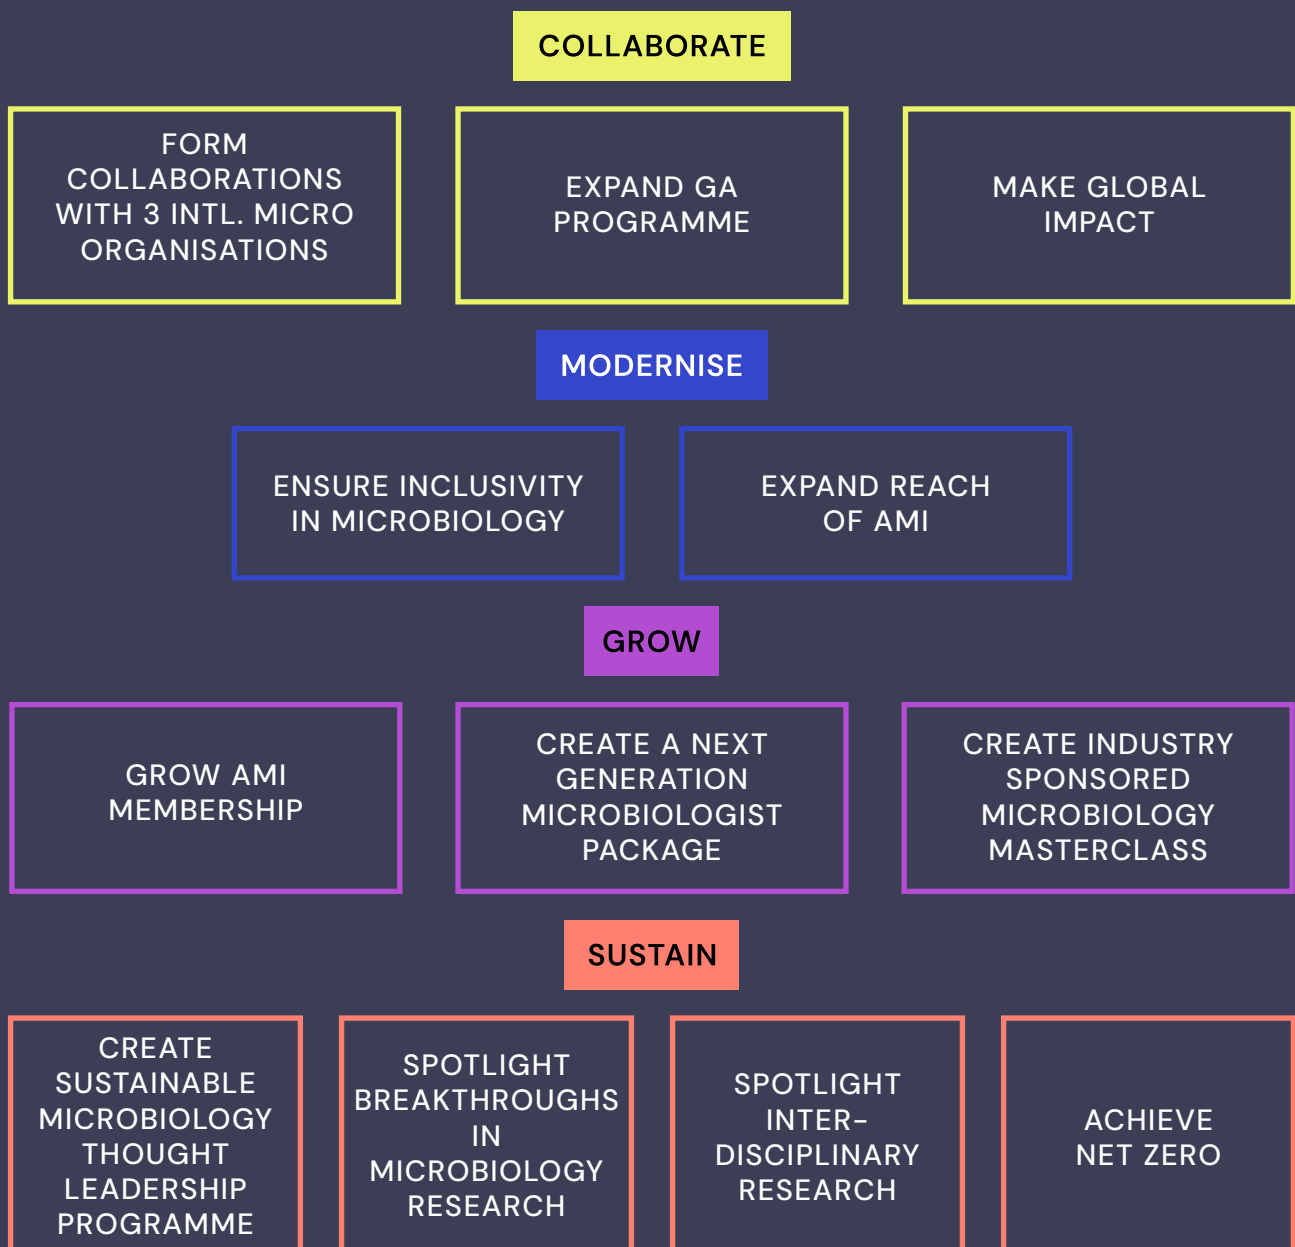 COLLABORATE
FORM
COLLABORATIONS
WITH 3 INTL. MICRO
ORGANISATIONS
EXPAND GA
PROGRAMME
MAKE GLOBAL
IMPACT
MODERNISE
ENSURE INCLUSIVITY
IN MICROBIOLOGY
EXPAND REACH
OF AMI
GROW
GROW AMI
MEMBERSHIP
CREATE A NEXT
GENERATION
MICROBIOLOGIST
PACKAGE
CREATE INDUSTRY
SPONSORED
MICROBIOLOGY
MASTERCLASS
SUSTAIN
CREATE
SUSTAINABLE
MICROBIOLOGY
THOUGHT
LEADERSHIP
PROGRAMME
SPOTLIGHT
BREAKTHROUGHS
IN
MICROBIOLOGY
RESEARCH
SPOTLIGHT
INTER-
DISCIPLINARY
RESEARCH
ACHIEVE
NET ZERO